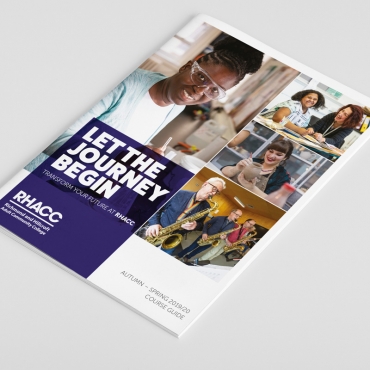 LET THE
JOURNEY
BEGIN
TRANSFORM YOUR FUTURE AT RHACC
RHACC
Richmond and Hillcroft
Adult Community College
AUTUMN – SPRING 2019/20
COURSE GUIDE